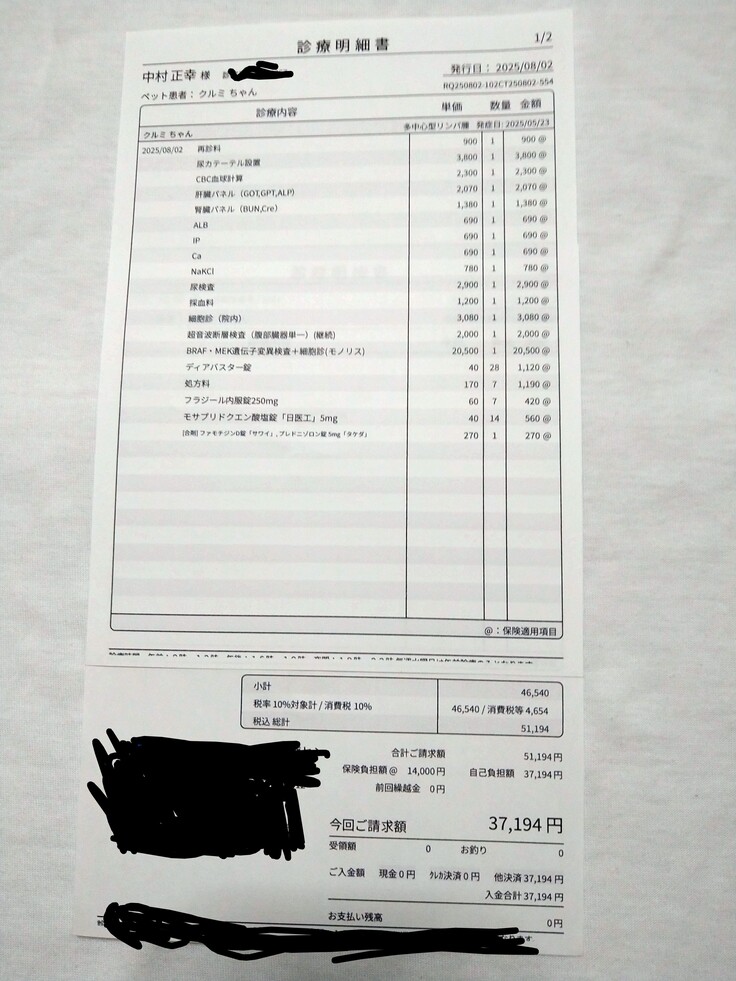 診療明細書
1/2
中村 正幸 様
発行日： 2025/08/02
RQ250802-102CT250802-554
ペット患者： クルミ ちゃん
診療内容 単価 数量 金額
クルミ ちゃん 多中心型リンパ腫 発症日:2025/05/23
2025/08/02 再診料 900 1 900 @
尿カテーテル設置 3,800 1 3,800 @
CBC血球計算 2,300 1 2,300 @
肝臓パネル（GOT,GPT,ALP） 2,070 1 2,070 @
腎臓パネル（BUN,Cre） 1,380 1 1,380 @
ALB 690 1 690 @
IP 690 1 690 @
Ca 690 1 690 @
NaKCl 780 1 780 @
尿検査 2,900 1 2,900 @
採血料 1,200 1 1,200 @
細胞診（院内） 3,080 1 3,080 @
超音波断層検査（腹部臓器単一）(継続) 2,000 1 2,000 @
BRAF・MEK遺伝子変異検査＋細胞診(モノリス) 20,500 1 20,500 @
ディアバスター錠 40 28 1,120 @
処方料 170 7 1,190 @
フラジール内服錠250mg 60 7 420 @
モサプリドクエン酸塩錠「日医工」5mg 40 14 560 @
[合剤] ファモチジンD錠「サワイ」, プレドニゾロン錠 5mg「タケダ」 270 1 270 @
@：保険適用項目
小計 46,540
税率 10%対象計 / 消費税 10% 46,540 / 消費税等 4,654
税込 総計 51,194
合計ご請求額 51,194 円
保険負担額 @ 14,000 円 自己負担額 37,194 円
前回繰越金 0 円
今回ご請求額 37,194 円
受領額 0 お釣り 0
ご入金額 現金 0 円 ｸﾚｶ決済 0 円 他決済 37,194 円
入金合計 37,194 円
お支払い残高 0 円